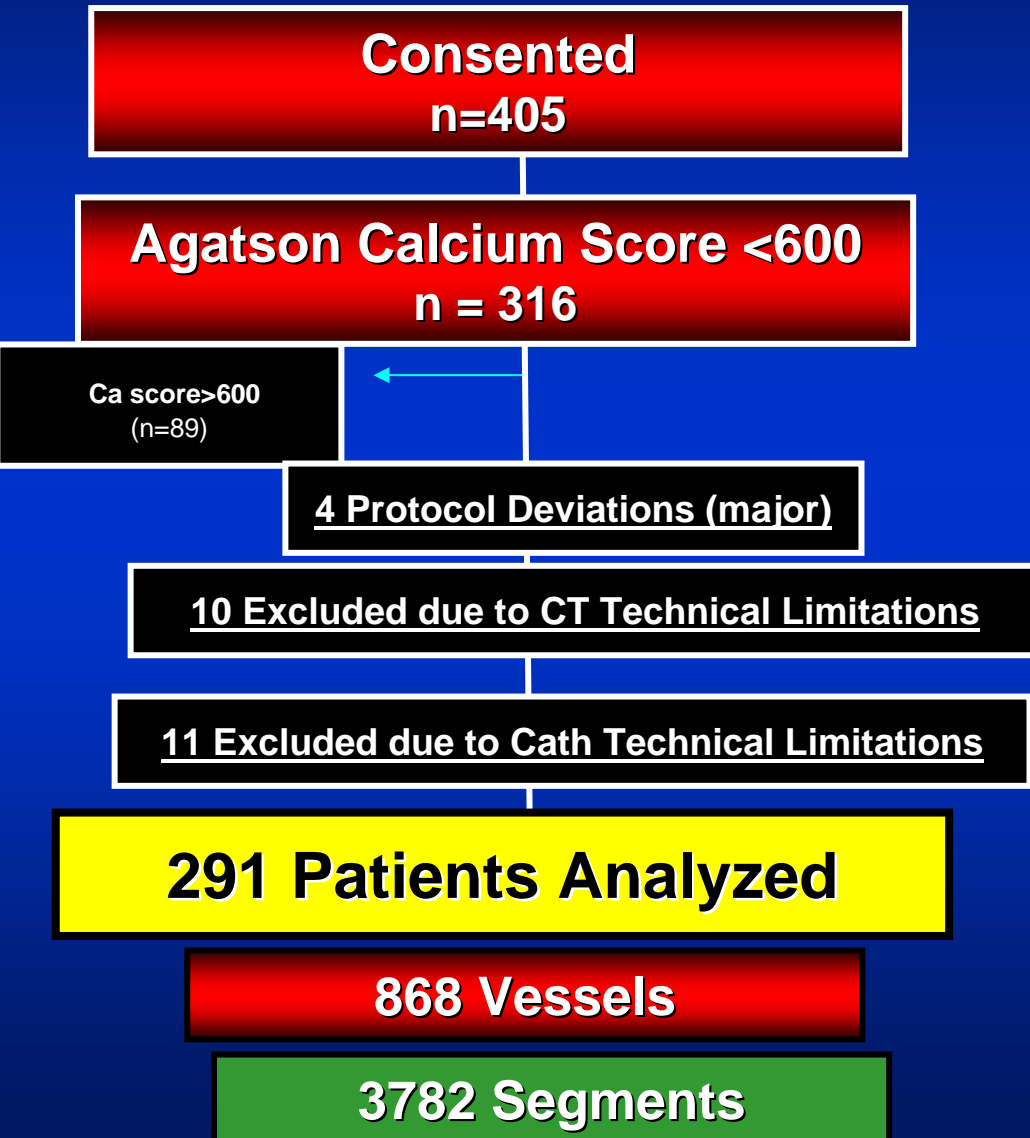 Consented
n=405
Agatson Calcium Score <600
n = 316
Ca score>600
(n=89)
4 Protocol Deviations (major)
10 Excluded due to CT Technical Limitations
11 Excluded due to Cath Technical Limitations
291 Patients Analyzed
868 Vessels
3782 Segments